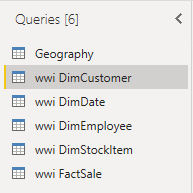 Queries [6]
Geography
wwi DimCustomer
wwi DimDate
wwi DimEmployee
wwi DimStockItem
wwi FactSale